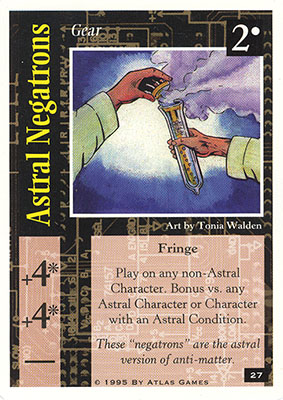 Astral Negatrons
Gear
2•
Art by Tonia Walden
+4*
+4*
|
Fringe
Play on any non-Astral
Character. Bonus vs. any
Astral Character or Character
with an Astral Condition.
These "negatrons" are the astral
version of anti-matter.
27
© 1995 By Atlas Games